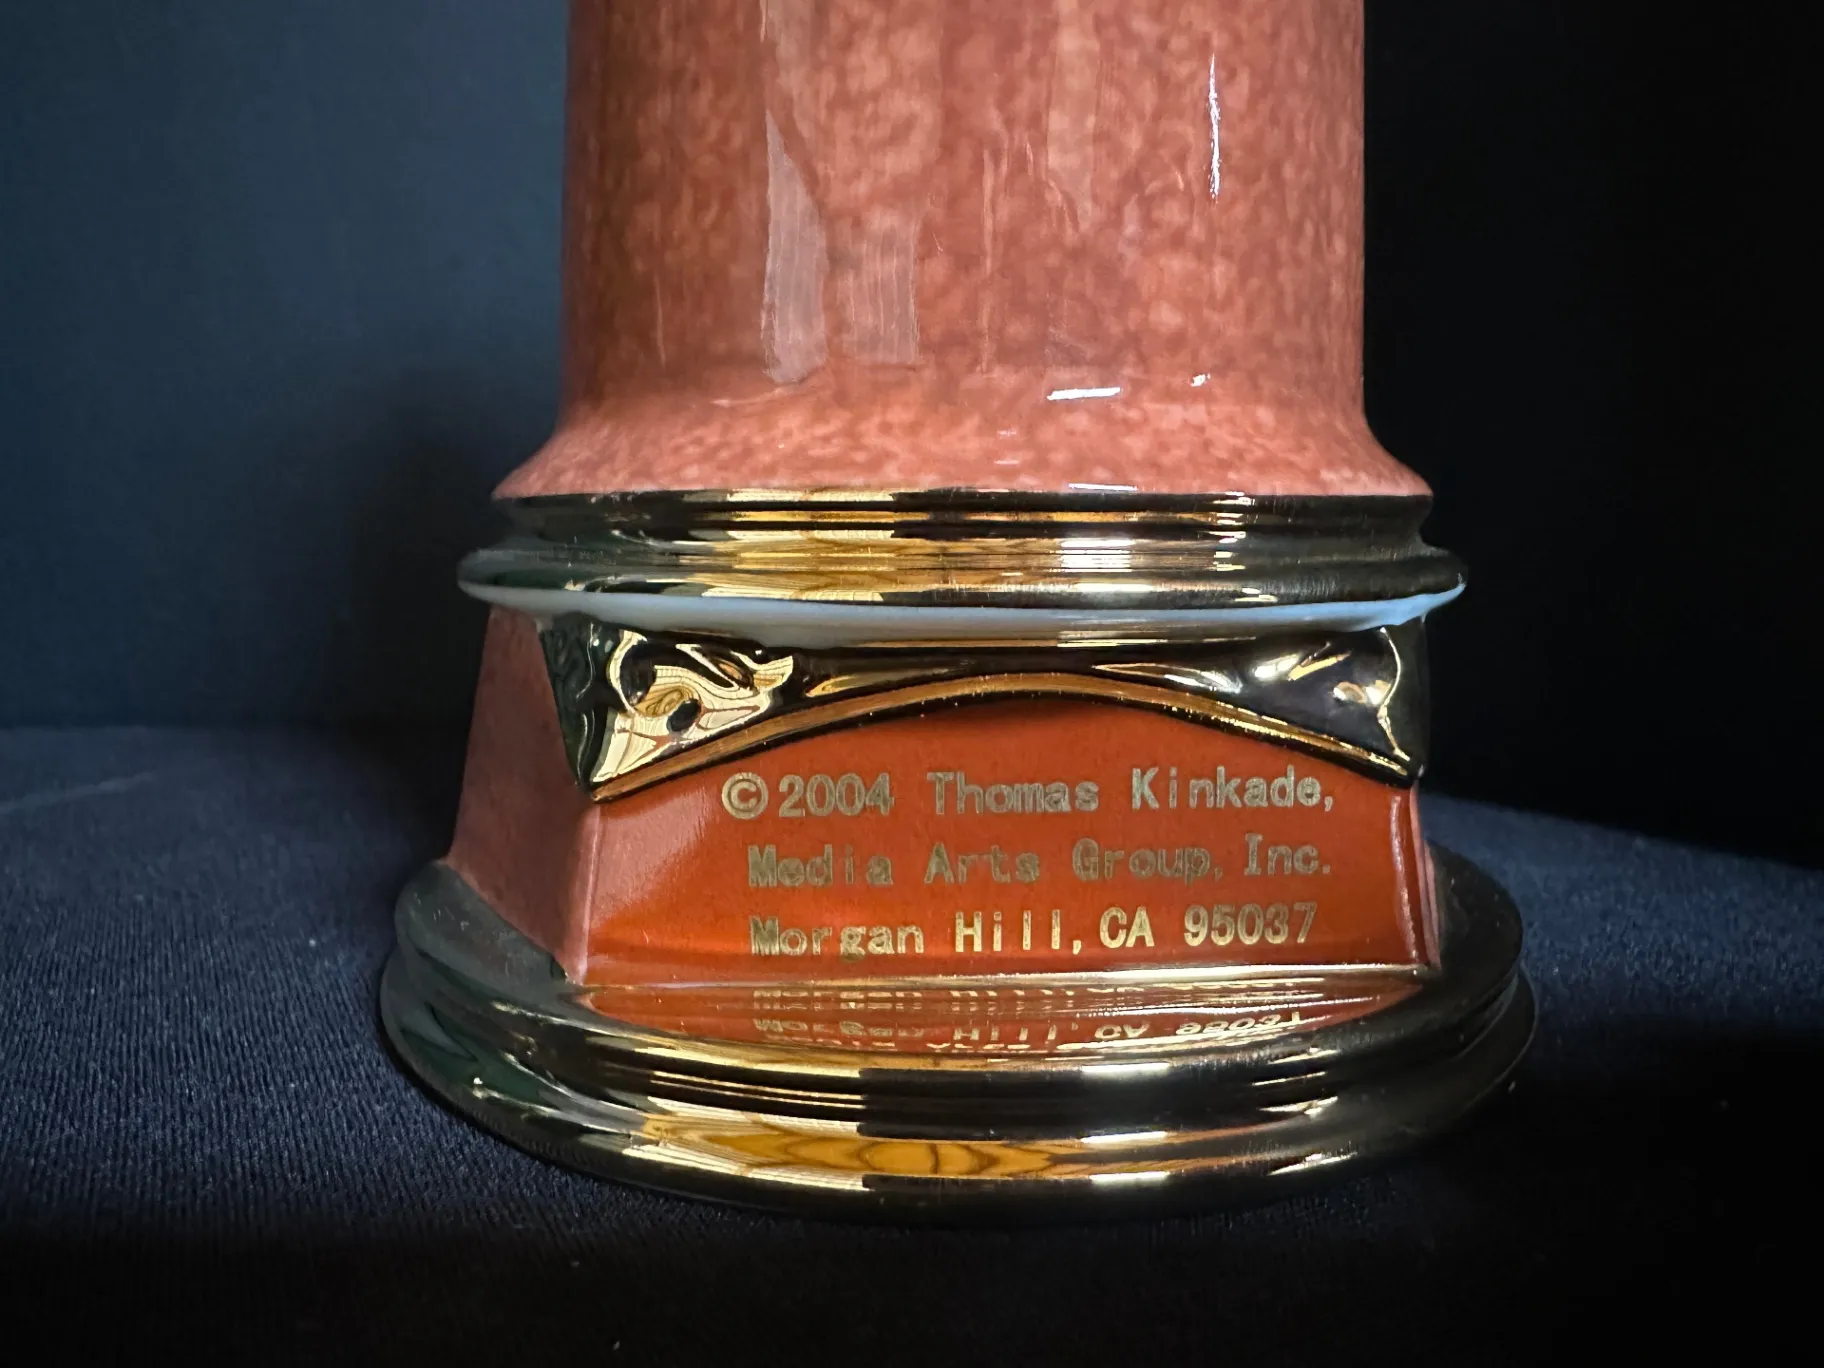 ©2004 Thomas Kinkade,
Media Arts Group, Inc.
Morgan Hill, CA 95037